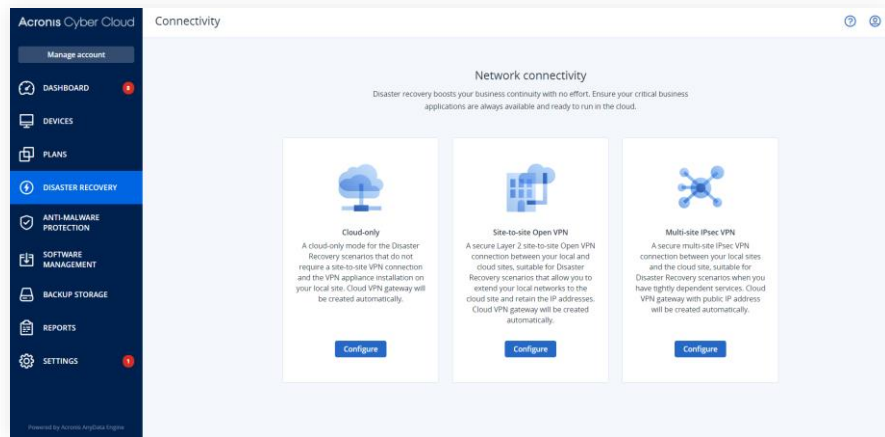 Acronis Cyber Cloud
Manage account
DASHBOARD
8
DEVICES
PLANS
DISASTER RECOVERY
ANTI-MALWARE
PROTECTION
SOFTWARE
MANAGEMENT
BACKUP STORAGE
REPORTS
SETTINGS
1
Powered by Acronis AnyData Engine
Connectivity
Network connectivity
Disaster recovery boosts your business continuity with no effort. Ensure your critical business
applications are always available and ready to run in the cloud.
Cloud-only
A cloud-only mode for the Disaster
Recovery scenarios that do not
require a site-to-site VPN connection
and the VPN appliance installation on
your local site. Cloud VPN gateway will
be created automatically.
Configure
Site-to-site Open VPN
A secure Layer 2 site-to-site Open VPN
connection between your local and
cloud sites, suitable for Disaster
Recovery scenarios that allow you to
extend your local networks to the
cloud site and retain the IP addresses.
Cloud VPN gateway will be created
automatically.
Configure
Multi-site IPsec VPN
A secure multi-site IPsec VPN
connection between your local sites
and the cloud site, suitable for
Disaster Recovery scenarios when you
have tightly dependent services. Cloud
VPN gateway with public IP address
will be created automatically.
Configure